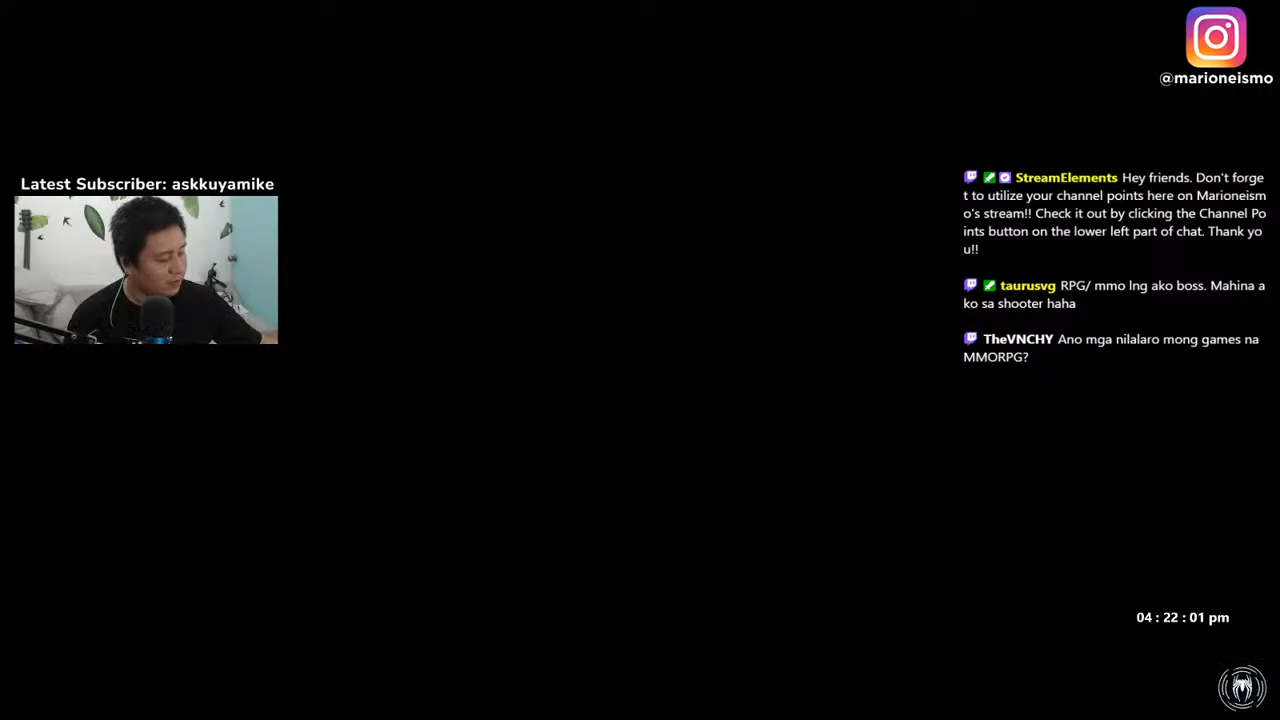 @marioneismo
Latest Subscriber: askkuyamike
StreamElements Hey friends. Don't forge
t to utilize your channel points here on Marioneism
o's stream!! Check it out by clicking the Channel Po
ints button on the lower left part of chat. Thank yo
u!!
taurusvg RPG/ mmo lng ako boss. Mahina a
ko sa shooter haha
TheVNCHY Ano mga nilalaro mong games na
MMORPG?
04 : 22 : 01 pm